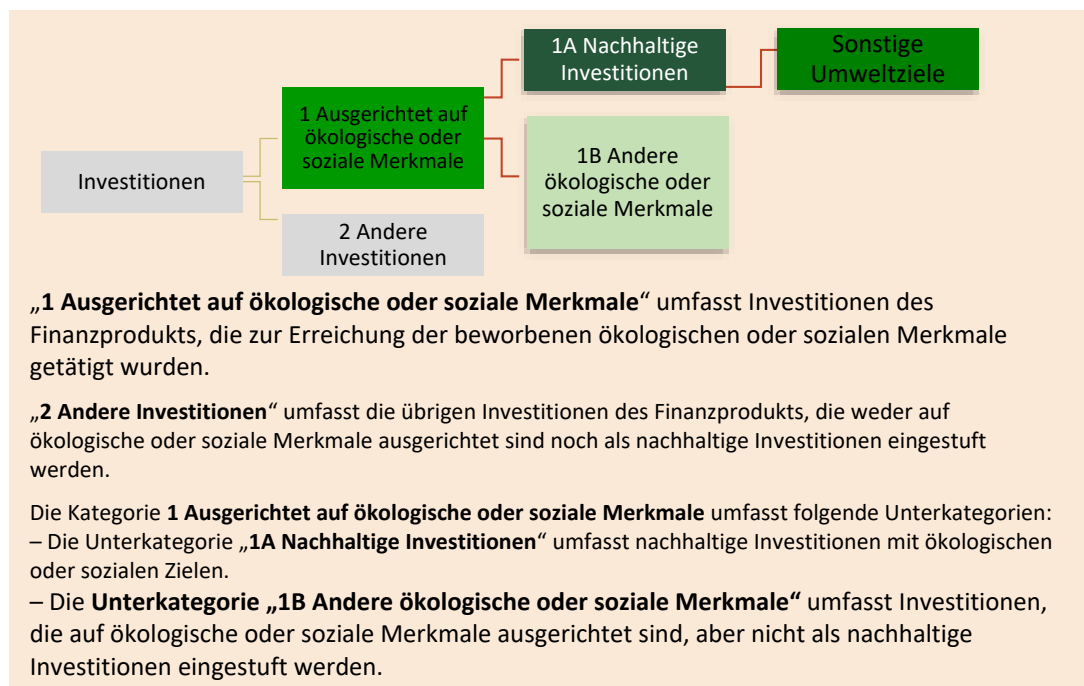 1A Nachhaltige
Investitionen
Sonstige
Umweltziele
1 Ausgerichtet auf
ökologische oder
soziale Merkmale
Investitionen
1B Andere
ökologische oder
soziale Merkmale
2 Andere
Investitionen
„1 Ausgerichtet auf ökologische oder soziale Merkmale“ umfasst Investitionen des
Finanzprodukts, die zur Erreichung der beworbenen ökologischen oder sozialen Merkmale
getätigt wurden.
„2 Andere Investitionen“ umfasst die übrigen Investitionen des Finanzprodukts, die weder auf
ökologische oder soziale Merkmale ausgerichtet sind noch als nachhaltige Investitionen eingestuft
werden.
Die Kategorie 1 Ausgerichtet auf ökologische oder soziale Merkmale umfasst folgende Unterkategorien:
– Die Unterkategorie „1A Nachhaltige Investitionen“ umfasst nachhaltige Investitionen mit ökologischen
oder sozialen Zielen.
– Die Unterkategorie „1B Andere ökologische oder soziale Merkmale“ umfasst Investitionen,
die auf ökologische oder soziale Merkmale ausgerichtet sind, aber nicht als nachhaltige
Investitionen eingestuft werden.